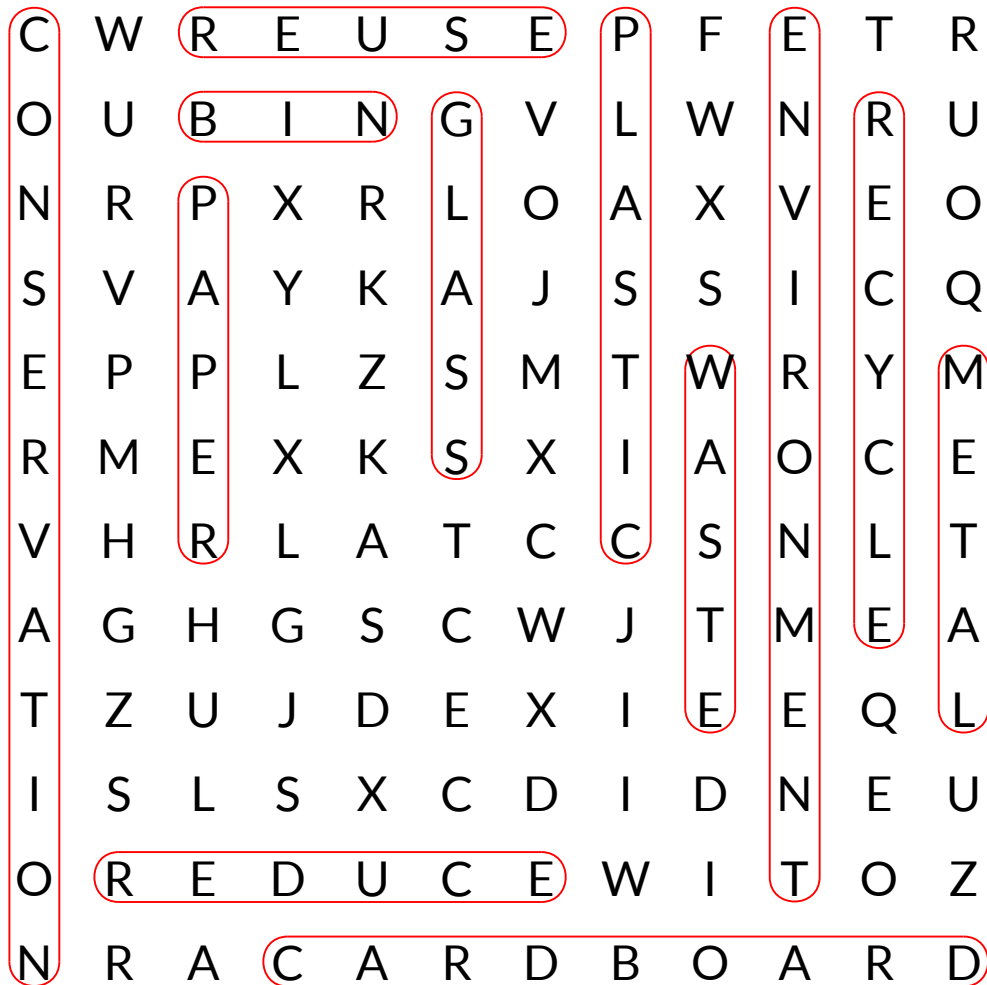 C W R E U S E P F E T R
O U B I N G V L W N R U
N R P X R L O A X V E O
S V A Y K A J S S I C Q
E P P L Z S M T W R Y M
R M E X K S X I A O C E
V H R L A T C C S N L T
A G H G S C W J T M E A
T Z U J D E X I E E Q L
I S L S X C D I D N E U
O R E D U C E W I T O Z
N R A C A R D B O A R D